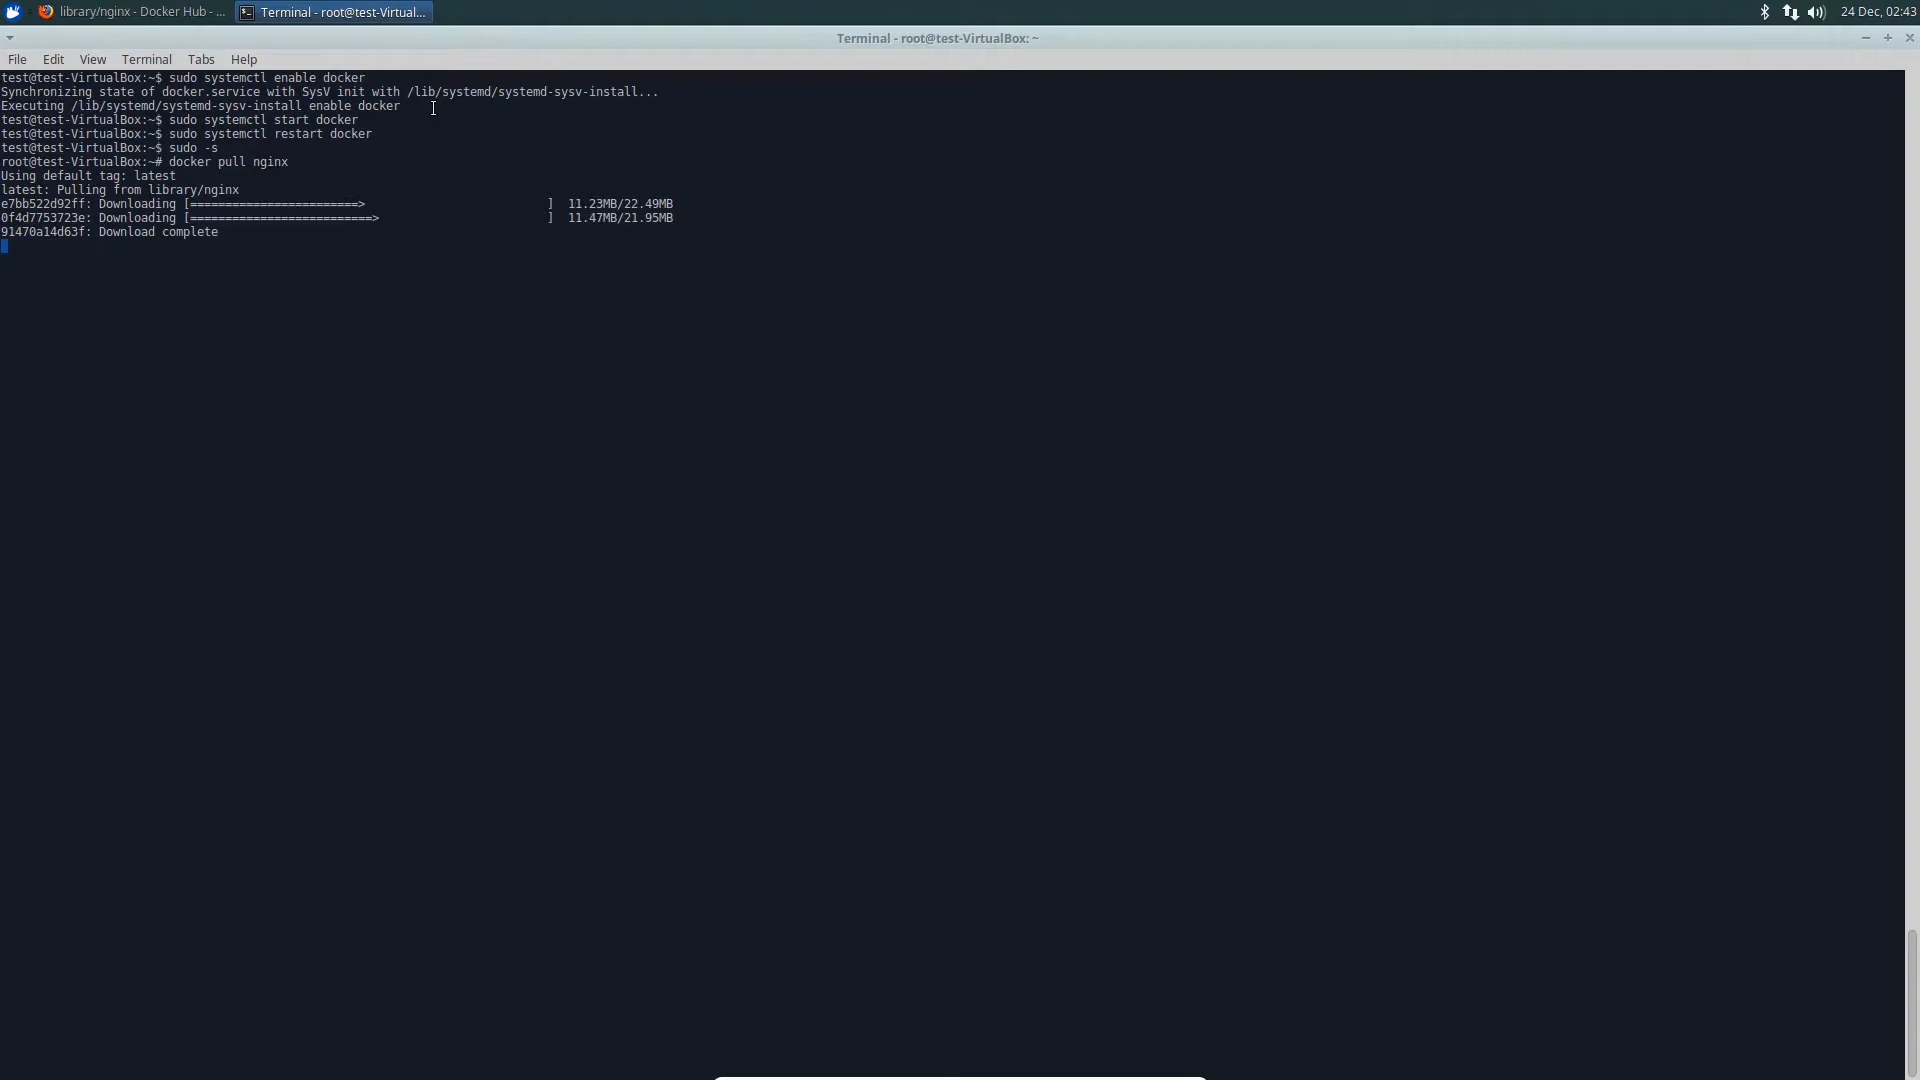 library/nginx - Docker Hub - ...
Terminal - root@test-Virtual...
24 Dec, 02:43
Terminal - root@test-VirtualBox: ~
File Edit View Terminal Tabs Help
test@test-VirtualBox:~$ sudo systemctl enable docker
Synchronizing state of docker.service with SysV init with /lib/systemd/systemd-sysv-install...
Executing /lib/systemd/systemd-sysv-install enable docker
test@test-VirtualBox:~$ sudo systemctl start docker
test@test-VirtualBox:~$ sudo systemctl restart docker
test@test-VirtualBox:~$ sudo -s
root@test-VirtualBox:~# docker pull nginx
Using default tag: latest
latest: Pulling from library/nginx
e7bb522d92ff: Downloading [========================>                          ]  11.23MB/22.49MB
0f4d7753723e: Downloading [==========================>                        ]  11.47MB/21.95MB
91470a14d63f: Download complete